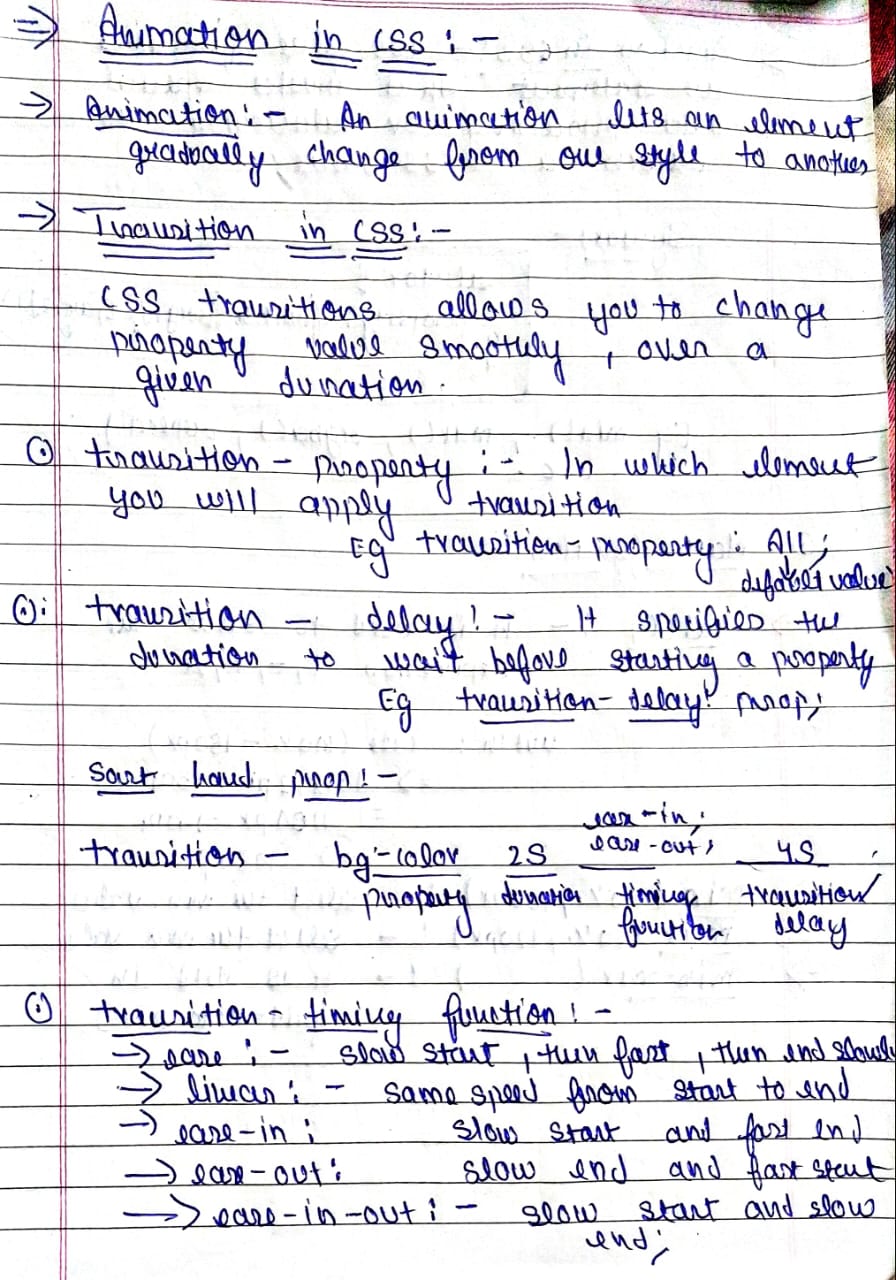 ⇒ Animation in CSS : -
→ Animation : - An animation lets an element
gradually change from one style to another
→ Transition in CSS : -
CSS transitions allows you to change
property value smoothly , over a
given duration .
transition - property : - In which element
you will apply transition
Eg transition - property : All ;
default value
transition - delay : - It specifies the
duration to wait before starting a property
Eg transition - delay : prop ;
Sort hand prop : -
ease - in ,
transition - bg - color 2S ease - out , 4S .
property duration timing transition
function delay
transition - timing function : -
→ ease : - slow start , then fast , then end slowly
→ linear : - same speed from start to end
→ ease - in : slow start and fast end
→ ease - out : slow end and fast start
→ ease - in - out : - slow start and slow
end ;